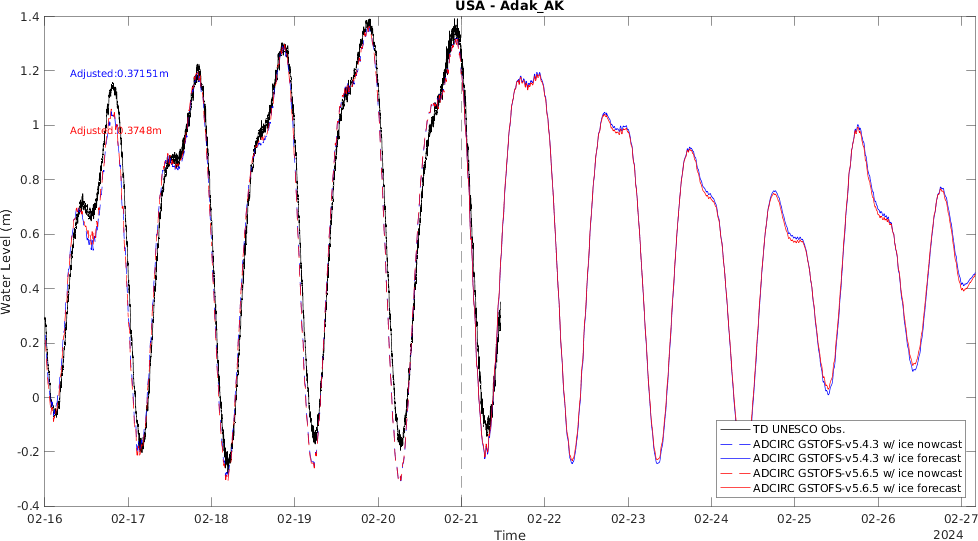 USA - Adak_AK
1.4
1.2
1
0.8
0.6
0.4
0.2
0
-0.2
-0.4
Water Level (m)
Adjusted:0.37151m
Adjusted:0.3748m
TD UNESCO Obs.
ADCIRC GSTOFS-v5.4.3 w/ ice nowcast
ADCIRC GSTOFS-v5.4.3 w/ ice forecast
ADCIRC GSTOFS-v5.6.5 w/ ice nowcast
ADCIRC GSTOFS-v5.6.5 w/ ice forecast
02-16 02-17 02-18 02-19 02-20 02-21 02-22 02-23 02-24 02-25 02-26 02-27
Time
2024